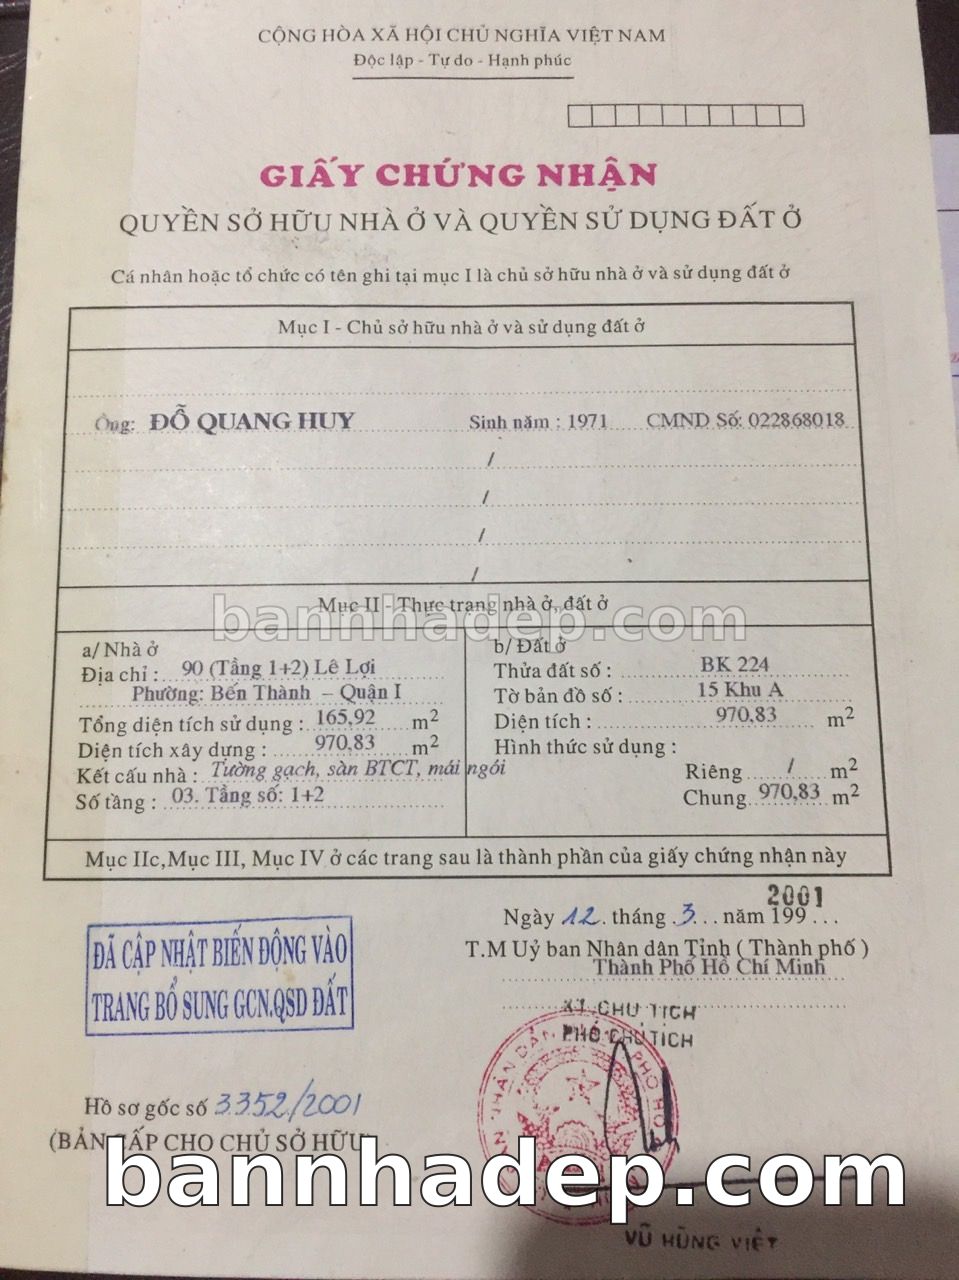 CỘNG HÒA XÃ HỘI CHỦ NGHĨA VIỆT NAM
Độc lập - Tự do - Hạnh phúc
GIẤY CHỨNG NHẬN
QUYỀN SỞ HỮU NHÀ Ở VÀ QUYỀN SỬ DỤNG ĐẤT Ở
Cá nhân hoặc tổ chức có tên ghi tại mục I là chủ sở hữu nhà ở và sử dụng đất ở
Mục I - Chủ sở hữu nhà ở và sử dụng đất ở
Ông: ĐỖ QUANG HUY Sinh năm : 1971 CMND Số: 022868018
/
/
/
/
Mục II - Thực trạng nhà ở, đất ở
bannhadep.com
a/ Nhà ở
Địa chỉ : 90 (Tầng 1+2) Lê Lợi
Phường: Bến Thành – Quận I
Tổng diện tích sử dụng : 165,92 m2
Diện tích xây dựng : 970,83 m2
Kết cấu nhà : Tường gạch, sàn BTCT, mái ngói
Số tầng : 03. Tầng số: 1+2
b/ Đất ở
Thửa đất số : BK 224
Tờ bản đồ số : 15 Khu A
Diện tích : 970,83 m2
Hình thức sử dụng :
Riêng / m2
Chung 970,83 m2
Mục IIc,Mục III, Mục IV ở các trang sau là thành phần của giấy chứng nhận này
2001
Ngày 12 tháng 3 năm 199
T.M Uỷ ban Nhân dân Tỉnh ( Thành phố )
Thành Phố Hồ Chí Minh
KT. CHỦ TỊCH
PHÓ CHỦ TỊCH
ĐÃ CẬP NHẬT BIẾN ĐỘNG VÀO
TRANG BỔ SUNG GCN.QSD ĐẤT
Hồ sơ gốc số 3352/2001
(BẢN CẤP CHO CHỦ SỞ HỮU
bannhadep.com
VŨ HÙNG VIỆT